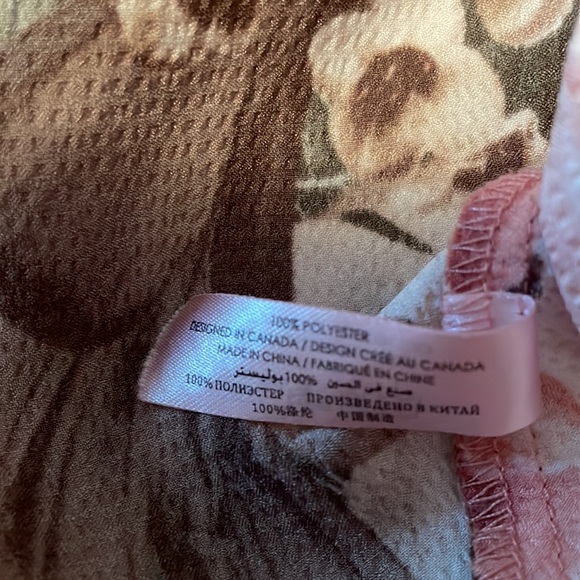 100% POLYESTER
DESIGNED IN CANADA / DESIGN CRÉÉ AU CANADA
MADE IN CHINA / FABRIQUÉ EN CHINE
صنع في الصين 100% بوليستر
100% ПОЛИЭСТЕР ПРОИЗВЕДЕНО В КИТАЙ
100%涤伦 中国制造